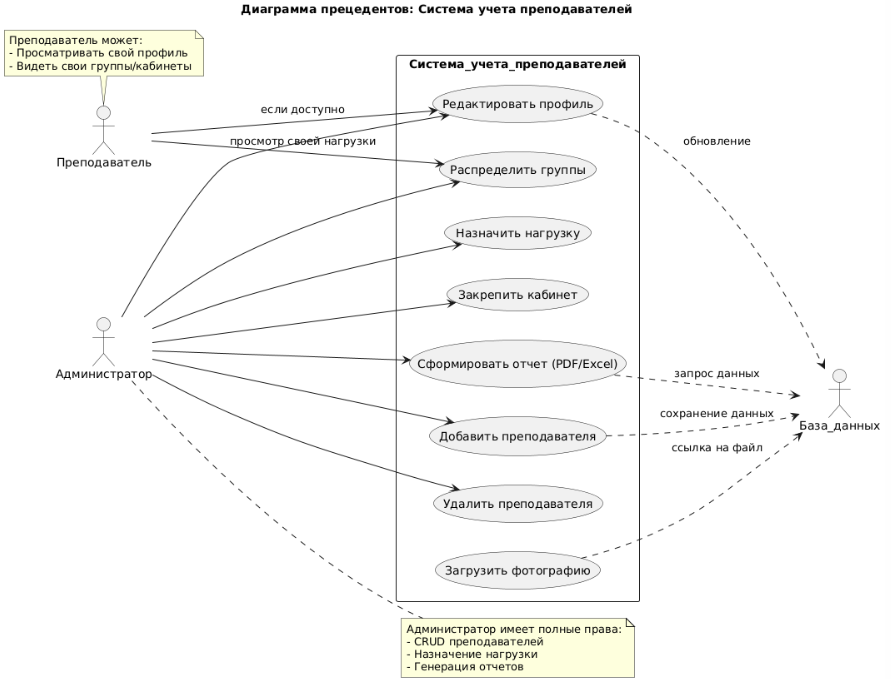 Диаграмма прецедентов: Система учета преподавателей
Преподаватель может:
- Просматривать свой профиль
- Видеть свои группы/кабинеты
Система_учета_преподавателей
Редактировать профиль
если доступно
обновление
просмотр своей нагрузки
Преподаватель
Распределить группы
Назначить нагрузку
Закрепить кабинет
Сформировать отчет (PDF/Excel)
Администратор
запрос данных
сохранение данных
База_данных
Добавить преподавателя
ссылка на файл
Удалить преподавателя
Загрузить фотографию
Администратор имеет полные права:
- CRUD преподавателей
- Назначение нагрузки
- Генерация отчетов